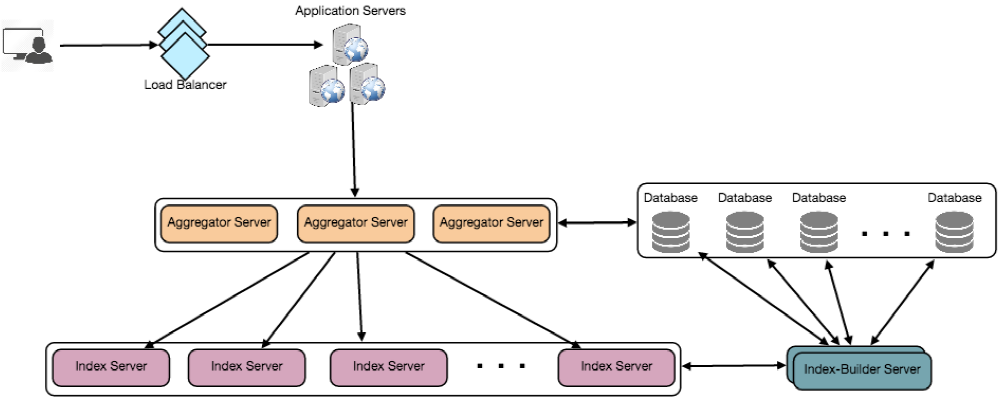 Application Servers
Load Balancer
Database
Database
Database
Database
Aggregator Server
Aggregator Server
Aggregator Server
Index Server
Index Server
Index Server
Index Server
Index-Builder Server